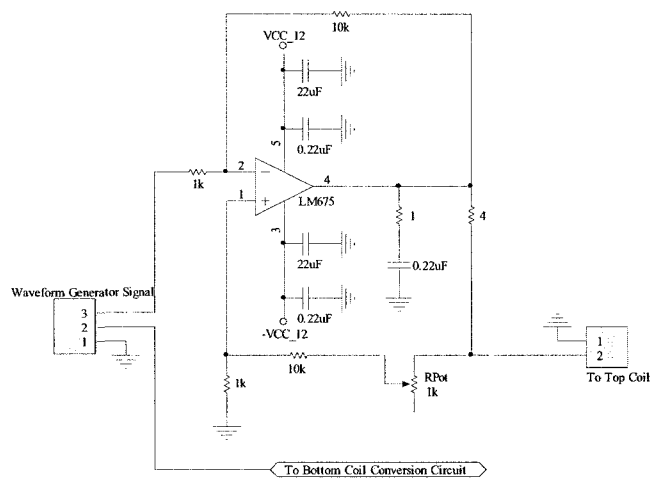 10k
VCC_12
22uF
5
0.22uF
2
1k
4
1
LM675
3
1
4
22uF
0.22uF
0.22uF
Waveform Generator Signal
3
2
1
-VCC_12
10k
1k
RPot
1k
1
2
To Top Coil
To Bottom Coil Conversion Circuit